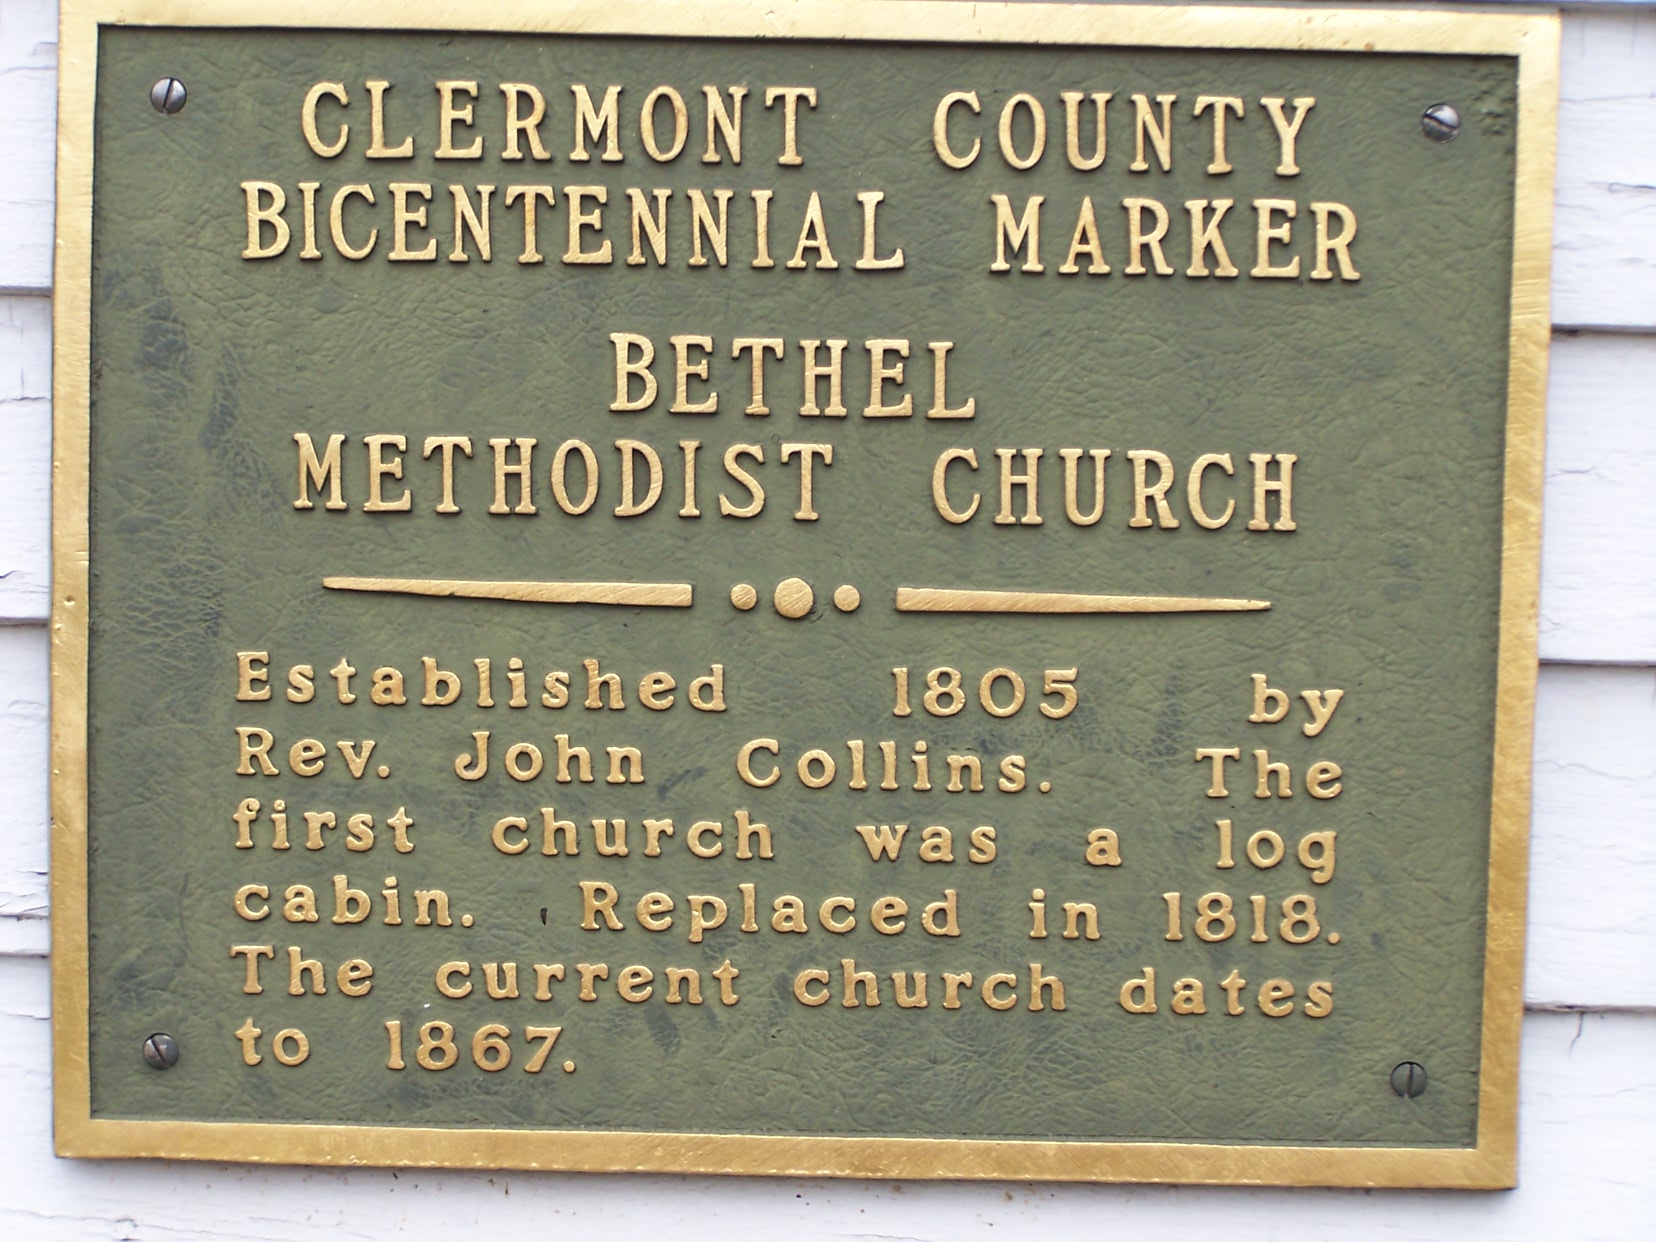 CLERMONT COUNTY
BICENTENNIAL MARKER
BETHEL
METHODIST CHURCH
Established 1805 by
Rev. John Collins. The
first church was a log
cabin. Replaced in 1818.
The current church dates
to 1867.